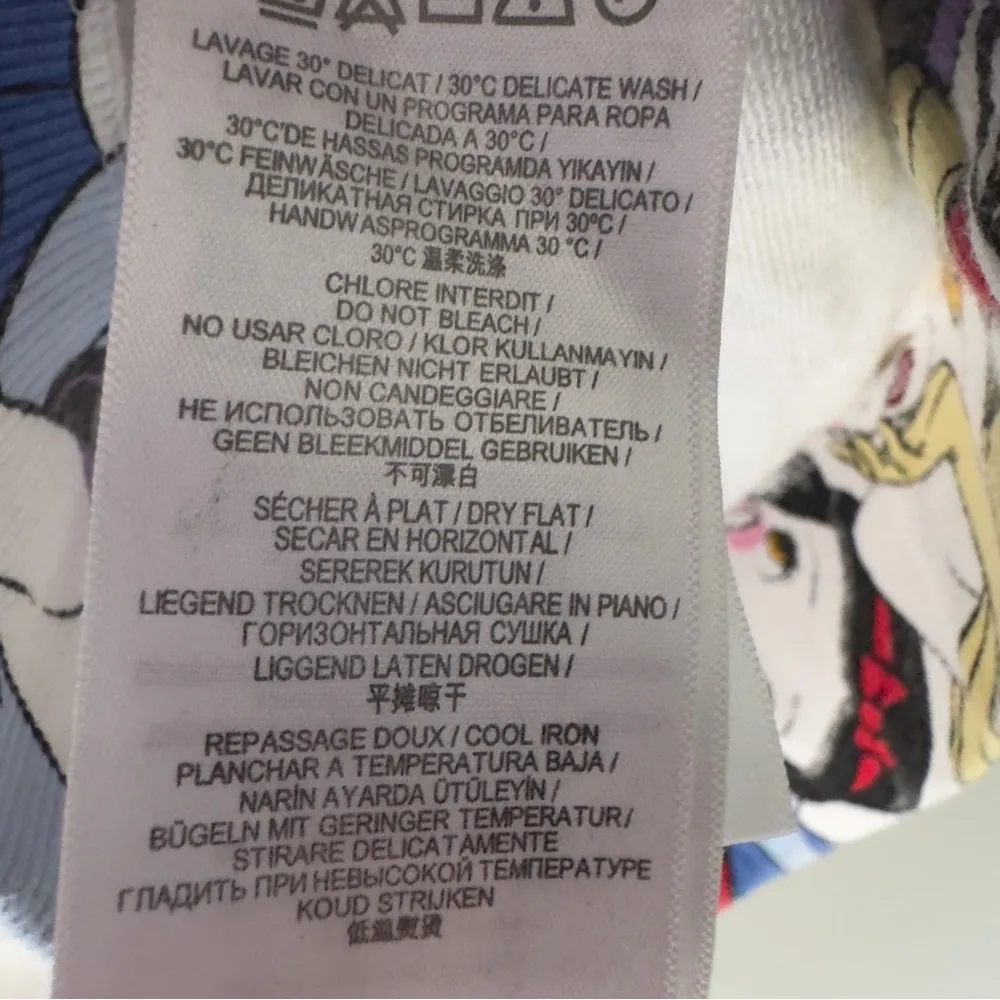 LAVAGE 30° DELICAT / 30°C DELICATE WASH /
LAVAR CON UN PROGRAMA PARA ROPA
DELICADA A 30°C /
30°C'DE HASSAS PROGRAMDA YIKAYIN /
30°C FEINWÄSCHE / LAVAGGIO 30° DELICATO /
ДЕЛИКАТНАЯ СТИРКА ПРИ 30°C /
HANDWASPROGRAMMA 30 °C /
30°C 温柔洗涤
CHLORE INTERDIT /
DO NOT BLEACH /
NO USAR CLORO / KLOR KULLANMAYIN /
BLEICHEN NICHT ERLAUBT /
NON CANDEGGIARE /
НЕ ИСПОЛЬЗОВАТЬ ОТБЕЛИВАТЕЛЬ /
GEEN BLEEKMIDDEL GEBRUIKEN /
不可漂白
SÉCHER À PLAT / DRY FLAT /
SECAR EN HORIZONTAL /
SEREREK KURUTUN /
LIEGEND TROCKNEN / ASCIUGARE IN PIANO /
ГОРИЗОНТАЛЬНАЯ СУШКА /
LIGGEND LATEN DROGEN /
平摊晾干
REPASSAGE DOUX / COOL IRON
PLANCHAR A TEMPERATURA BAJA /
NARİN AYARDA ÜTÜLEYİN /
BÜGELN MIT GERINGER TEMPERATUR /
STIRARE DELICATAMENTE
ГЛАДИТЬ ПРИ НЕВЫСОКОЙ ТЕМПЕРАТУРЕ
KOUD STRIJKEN
低温熨烫